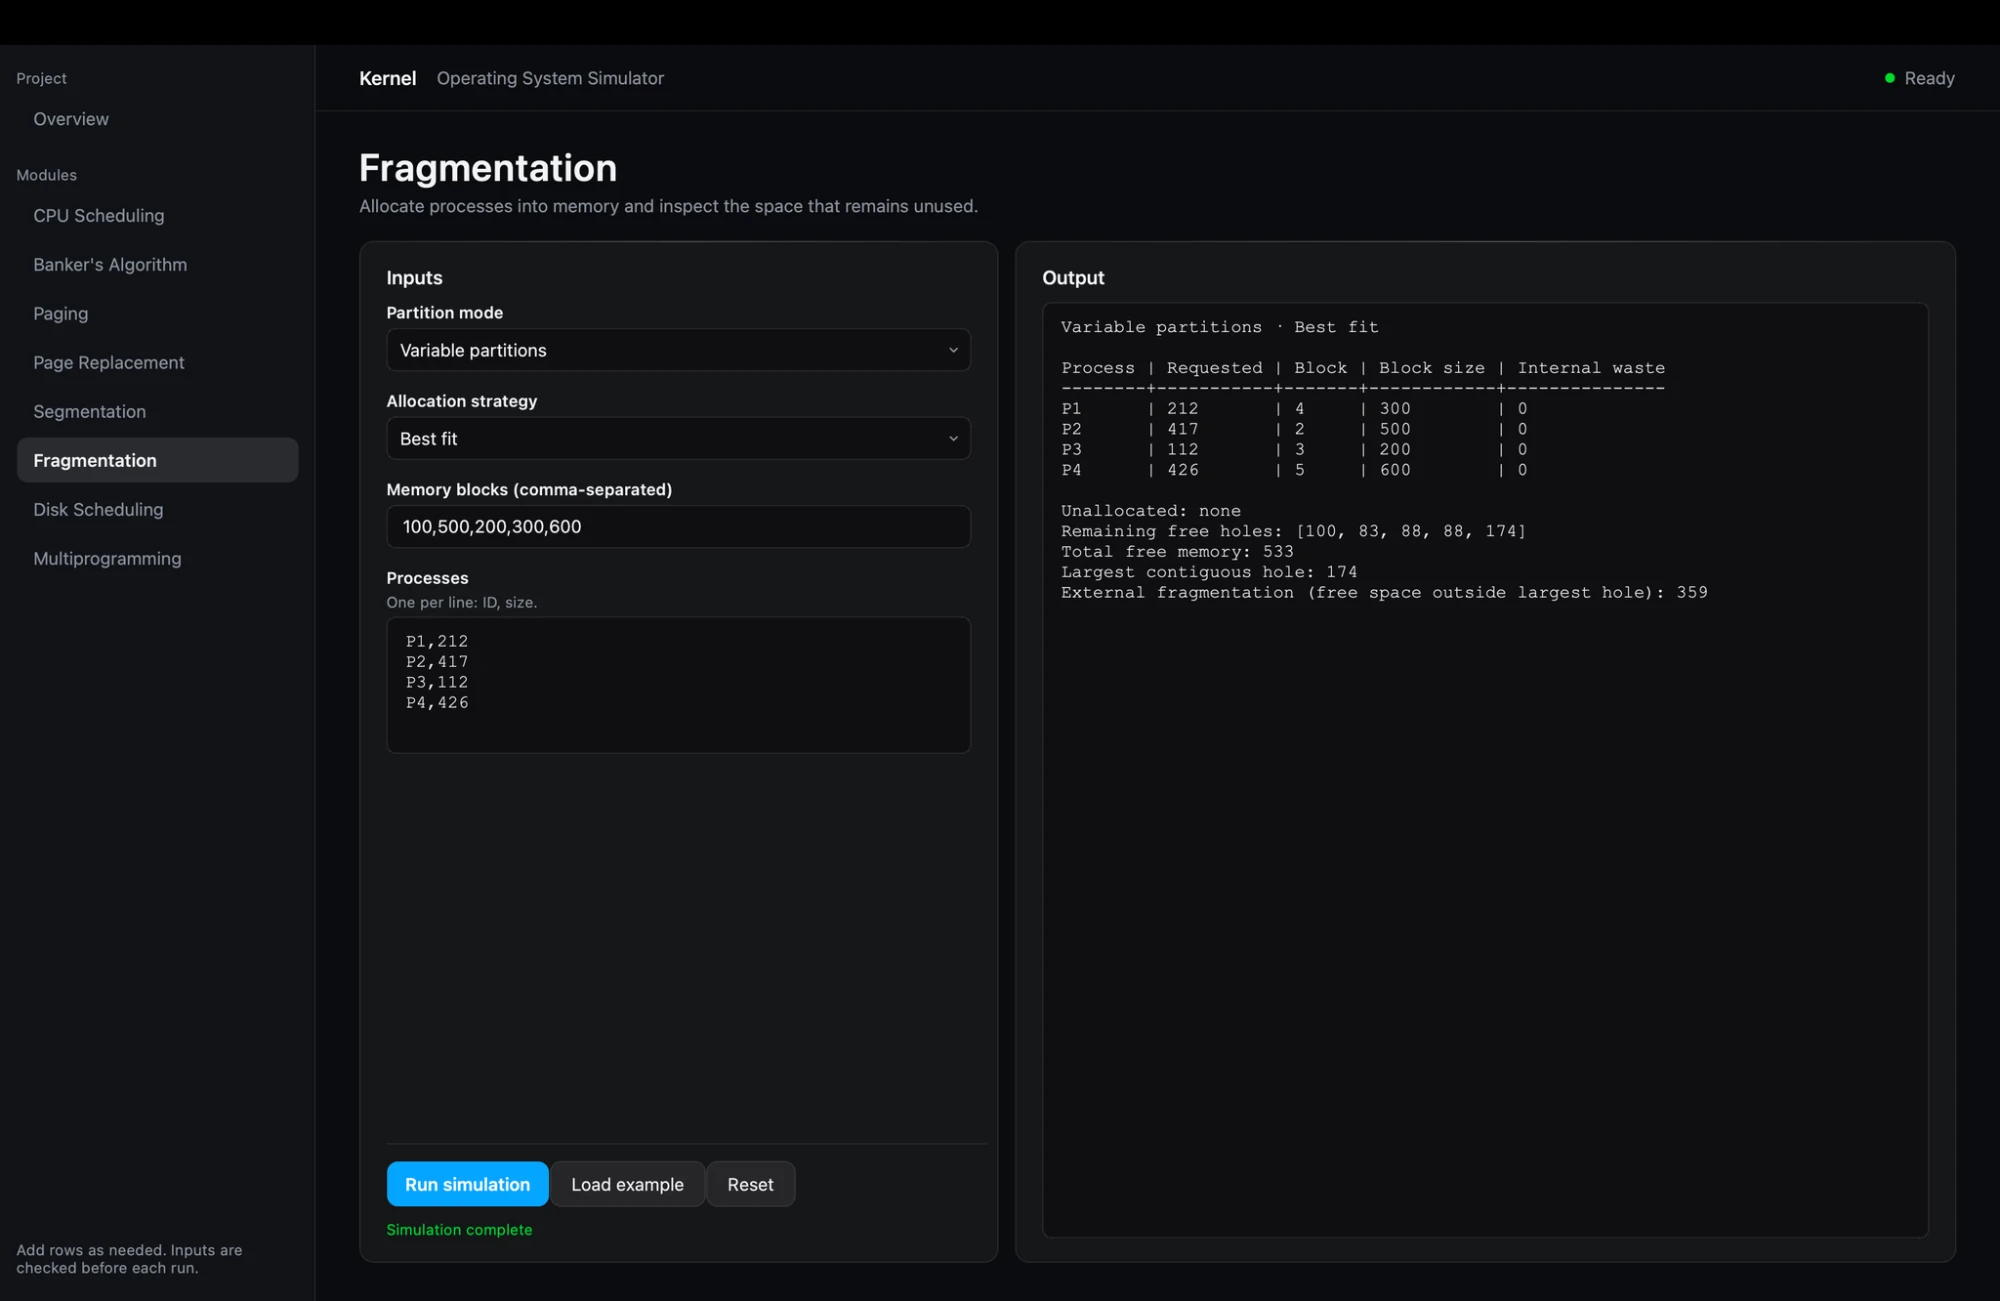 Project
Overview
Modules
CPU Scheduling
Banker's Algorithm
Paging
Page Replacement
Segmentation
Fragmentation
Disk Scheduling
Multiprogramming
Add rows as needed. Inputs are
checked before each run.
Kernel Operating System Simulator
Ready
Fragmentation
Allocate processes into memory and inspect the space that remains unused.
Inputs
Partition mode
Variable partitions
Allocation strategy
Best fit
Memory blocks (comma-separated)
100,500,200,300,600
Processes
One per line: ID, size.
P1,212
P2,417
P3,112
P4,426
Run simulation Load example Reset
Simulation complete
Output
Variable partitions · Best fit
Process | Requested | Block | Block size | Internal waste
--------+-----------+-------+------------+---------------
P1      | 212       | 4     | 300        | 0
P2      | 417       | 2     | 500        | 0
P3      | 112       | 3     | 200        | 0
P4      | 426       | 5     | 600        | 0
Unallocated: none
Remaining free holes: [100, 83, 88, 88, 174]
Total free memory: 533
Largest contiguous hole: 174
External fragmentation (free space outside largest hole): 359